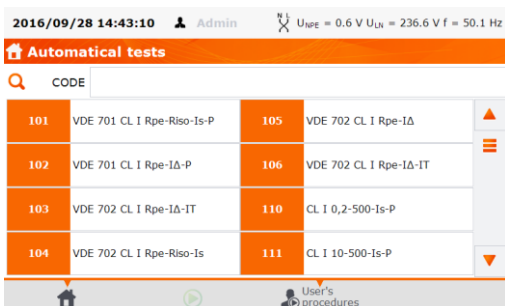 2016/09/28 14:43:10 Admin N L UNPE = 0.6 V ULN = 236.6 V f = 50.1 Hz
Automatical tests
CODE
101 VDE 701 CL I Rpe-Riso-Is-P 105 VDE 702 CL I Rpe-IΔ
102 VDE 701 CL I Rpe-IΔ-P 106 VDE 702 CL I Rpe-IΔ-IT
103 VDE 702 CL I Rpe-IΔ-IT 110 CL I 0,2-500-Is-P
104 VDE 702 CL I Rpe-Riso-Is 111 CL I 10-500-Is-P
User's
procedures